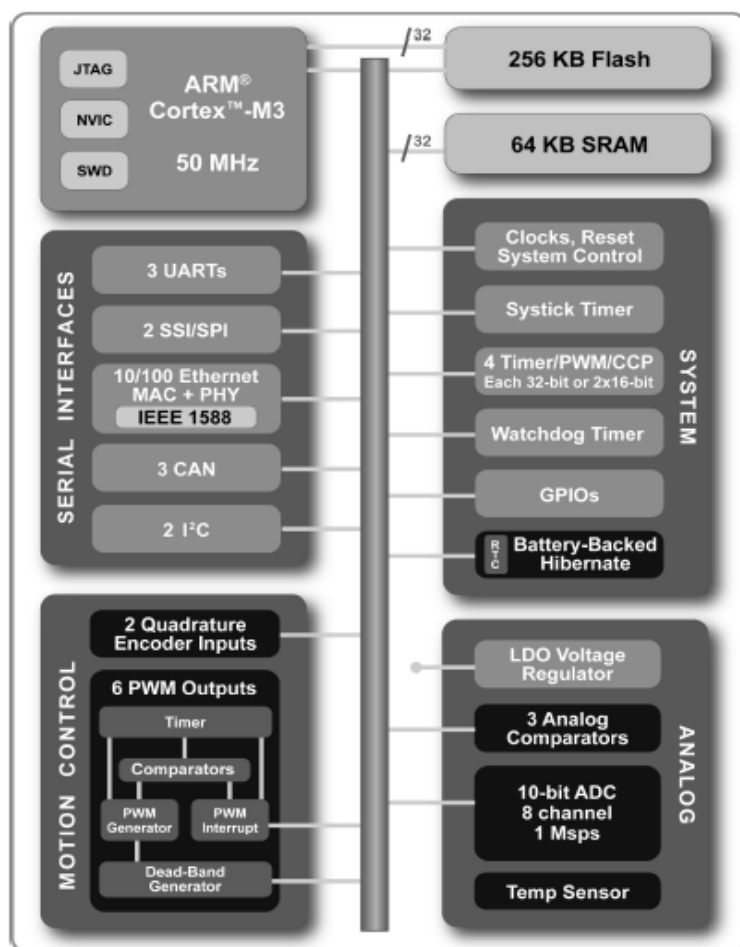 JTAG
NVIC
SWD
ARM®
Cortex™-M3
50 MHz
32
256 KB Flash
32
64 KB SRAM
SERIAL INTERFACES
3 UARTs
2 SSI/SPI
10/100 Ethernet
MAC + PHY
IEEE 1588
3 CAN
2 I²C
SYSTEM
Clocks, Reset
System Control
Systick Timer
4 Timer/PWM/CCP
Each 32-bit or 2x16-bit
Watchdog Timer
GPIOs
RTC
Battery-Backed
Hibernate
MOTION CONTROL
2 Quadrature
Encoder Inputs
6 PWM Outputs
Timer
Comparators
PWM
Generator
PWM
Interrupt
Dead-Band
Generator
ANALOG
LDO Voltage
Regulator
3 Analog
Comparators
10-bit ADC
8 channel
1 Msps
Temp Sensor